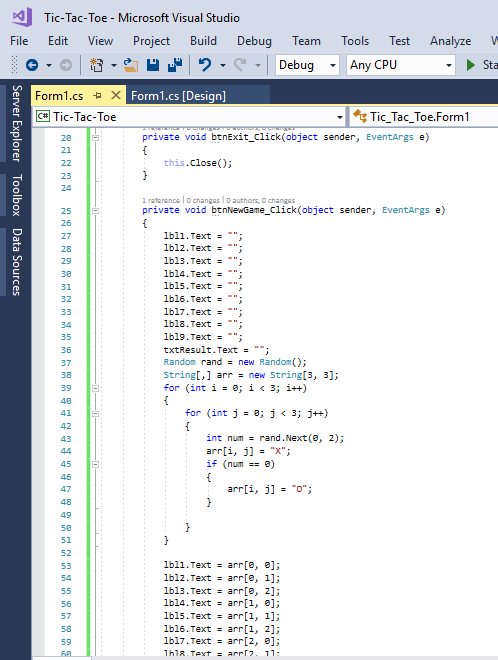 Tic-Tac-Toe - Microsoft Visual Studio
File Edit View Project Build Debug Team Tools Test Analyze
Debug Any CPU Sta
Server Explorer
Toolbox
Data Sources
Form1.cs Form1.cs [Design]
C# Tic-Tac-Toe Tic_Tac_Toe.Form1
1 reference | 0 changes | 0 authors, 0 changes
20 private void btnExit_Click(object sender, EventArgs e)
21 {
22 this.Close();
23 }
24
1 reference | 0 changes | 0 authors, 0 changes
25 private void btnNewGame_Click(object sender, EventArgs e)
26 {
27 lbl1.Text = "";
28 lbl2.Text = "";
29 lbl3.Text = "";
30 lbl4.Text = "";
31 lbl5.Text = "";
32 lbl6.Text = "";
33 lbl7.Text = "";
34 lbl8.Text = "";
35 lbl9.Text = "";
36 txtResult.Text = "";
37 Random rand = new Random();
38 String[,] arr = new String[3, 3];
39 for (int i = 0; i < 3; i++)
40 {
41 for (int j = 0; j < 3; j++)
42 {
43 int num = rand.Next(0, 2);
44 arr[i, j] = "X";
45 if (num == 0)
46 {
47 arr[i, j] = "O";
48 }
49
50 }
51 }
52
53 lbl1.Text = arr[0, 0];
54 lbl2.Text = arr[0, 1];
55 lbl3.Text = arr[0, 2];
56 lbl4.Text = arr[1, 0];
57 lbl5.Text = arr[1, 1];
58 lbl6.Text = arr[1, 2];
59 lbl7.Text = arr[2, 0];
60 lbl8.Text = arr[2, 1];